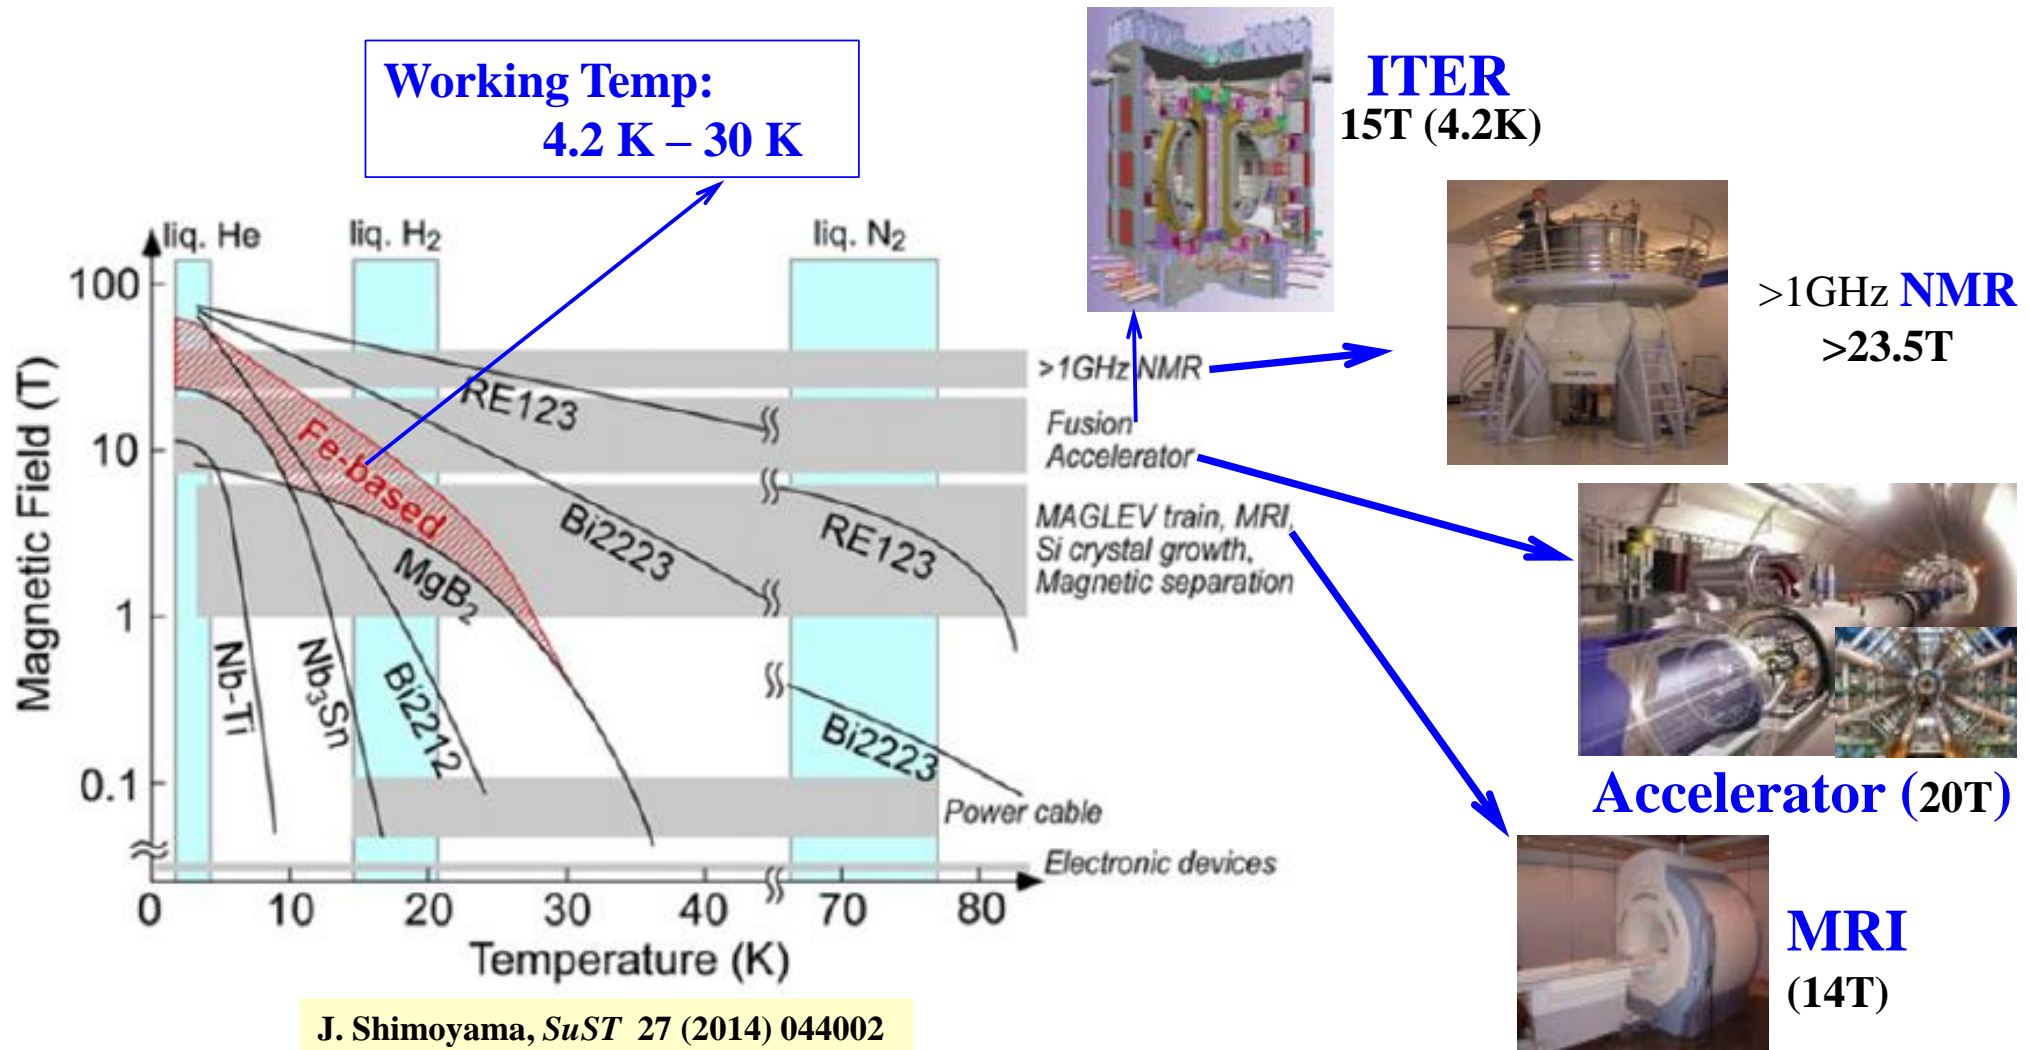 Working Temp:
4.2 K – 30 K
ITER
15T (4.2K)
>1GHz NMR
>23.5T
liq. He
liq. H₂
liq. N₂
Magnetic Field (T)
100
10
1
0.1
RE123
Fe-based
Bi2223
RE123
MgB₂
Nb-Ti
Nb₃Sn
Bi2212
Bi2223
>1GHz NMR
Fusion
Accelerator
MAGLEV train, MRI,
Si crystal growth,
Magnetic separation
Power cable
Electronic devices
0
10
20
30
40
70
80
Temperature (K)
Accelerator (20T)
MRI
(14T)
J. Shimoyama, SuST 27 (2014) 044002